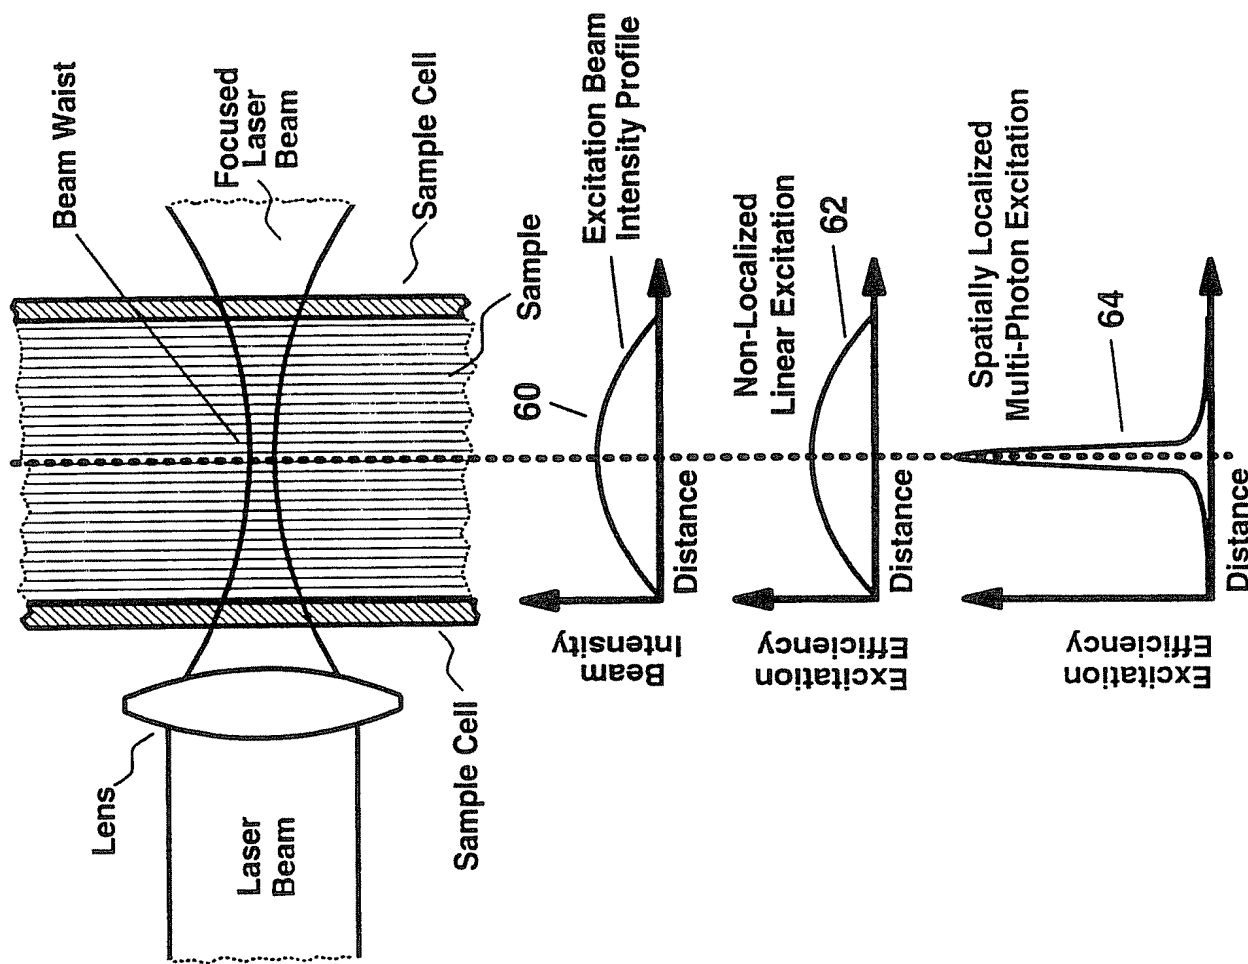 Lens
Laser
Beam
Sample Cell
Beam Waist
Focused
Laser
Beam
Sample Cell
Sample
Beam
Intensity
60
Excitation Beam
Intensity Profile
Distance
Excitation
Efficiency
Non-Localized
Linear Excitation
62
Distance
Excitation
Efficiency
Spatially Localized
Multi-Photon Excitation
64
Distance